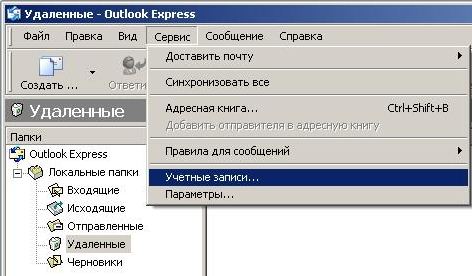 Удаленные - Outlook Express
Файл Правка Вид Сервис Сообщение Справка
Создать ...
Ответи
Доставить почту
Синхронизовать все
Адресная книга... Ctrl+Shift+B
Добавить отправителя в адресную книгу
Правила для сообщений
Учетные записи...
Параметры...
Удаленные
Папки
Outlook Express
Локальные папки
Входящие
Исходящие
Отправленные
Удаленные
Черновики